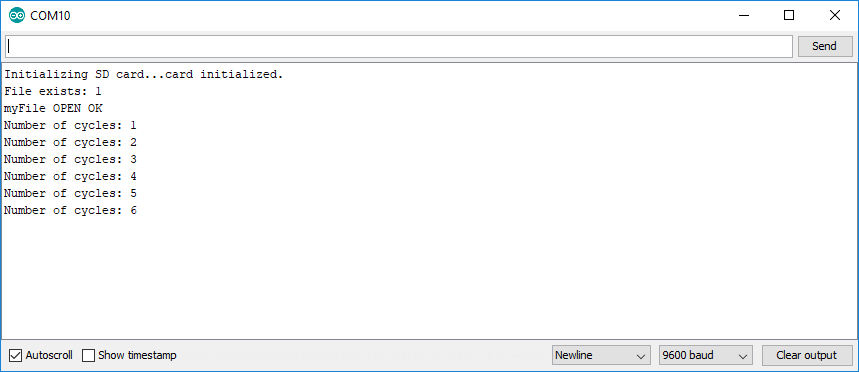 COM10
Send
Initializing SD card...card initialized.
File exists: 1
myFile OPEN OK
Number of cycles: 1
Number of cycles: 2
Number of cycles: 3
Number of cycles: 4
Number of cycles: 5
Number of cycles: 6
Autoscroll Show timestamp Newline 9600 baud Clear output